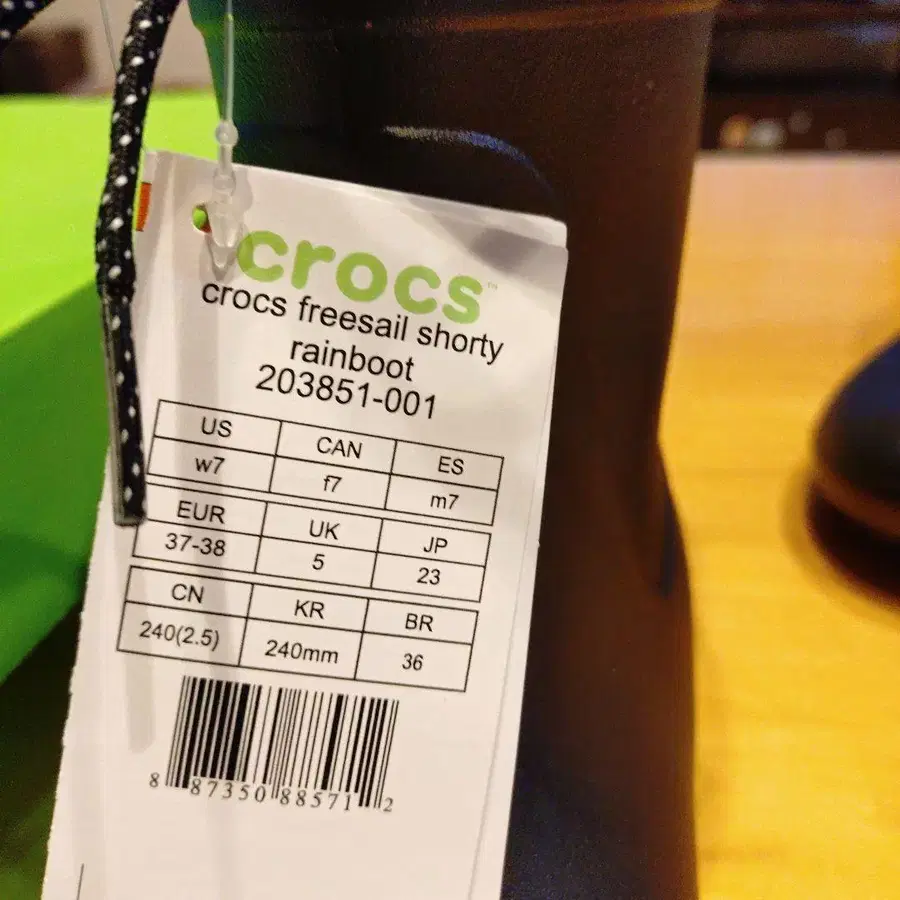 crocs™
crocs freesail shorty
rainboot
203851-001
US CAN ES
w7 f7 m7
EUR UK JP
37-38 5 23
CN KR BR
240(2.5) 240mm 36
8 87350 88571 2